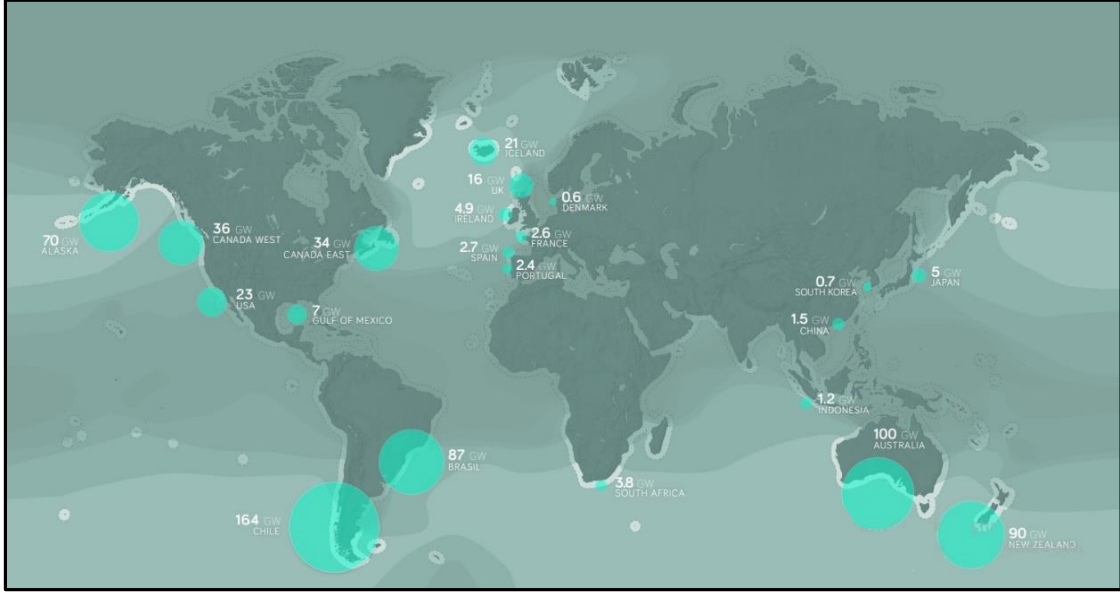 21 GW
ICELAND
16 GW
UK
0.6 GW
DENMARK
4.9 GW
IRELAND
2.6 GW
FRANCE
2.7 GW
SPAIN
2.4 GW
PORTUGAL
70 GW
ALASKA
36 GW
CANADA WEST
34 GW
CANADA EAST
23 GW
USA
7 GW
GULF OF MEXICO
0.7 GW
SOUTH KOREA
5 GW
JAPAN
1.5 GW
CHINA
1.2 GW
INDONESIA
100 GW
AUSTRALIA
87 GW
BRASIL
3.8 GW
SOUTH AFRICA
164 GW
CHILE
90 GW
NEW ZEALAND